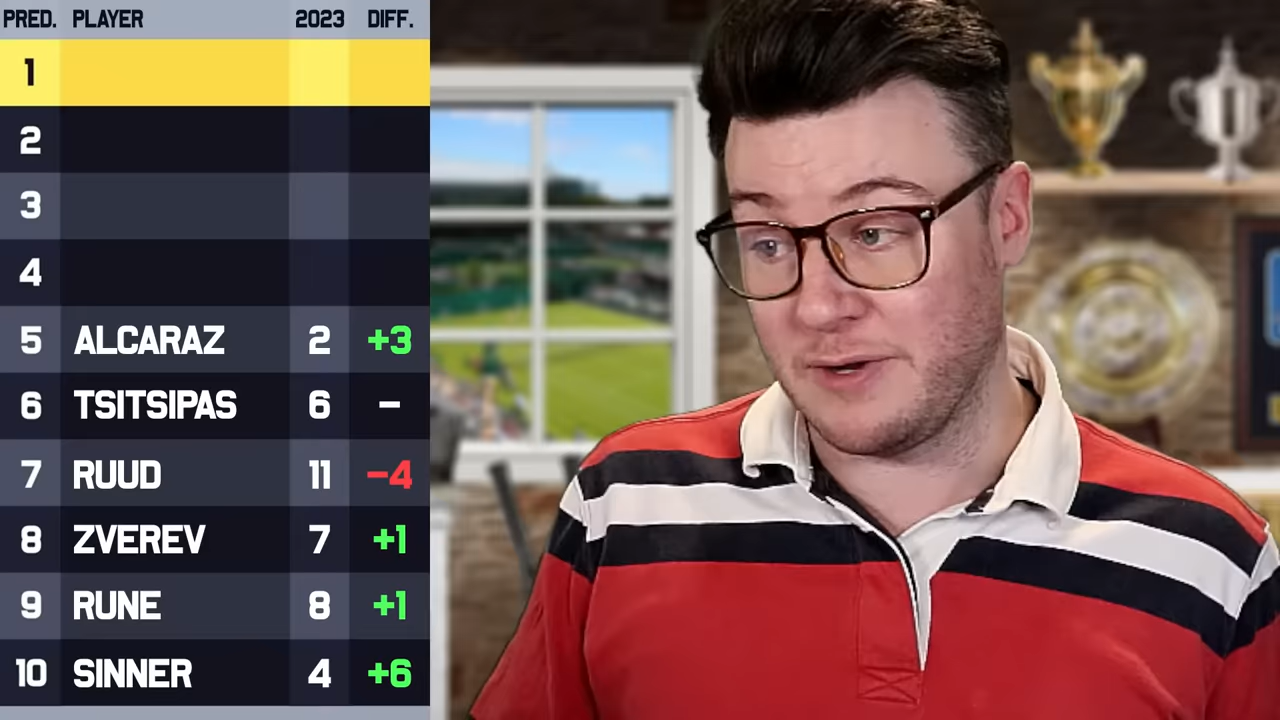 PRED. PLAYER 2023 DIFF.
1
2
3
4
5 ALCARAZ 2 +3
6 TSITSIPAS 6 –
7 RUUD 11 –4
8 ZVEREV 7 +1
9 RUNE 8 +1
10 SINNER 4 +6